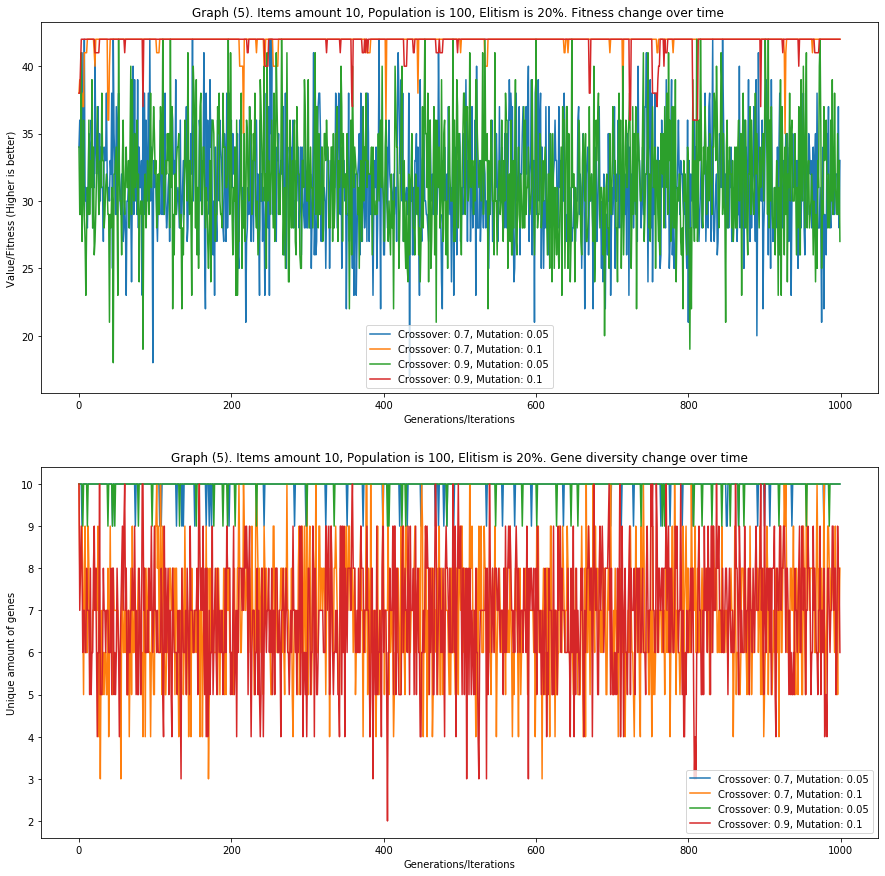 Graph (5). Items amount 10, Population is 100, Elitism is 20%. Fitness change over time
Value/Fitness (Higher is better)
40
35
30
25
20
Crossover: 0.7, Mutation: 0.05
Crossover: 0.7, Mutation: 0.1
Crossover: 0.9, Mutation: 0.05
Crossover: 0.9, Mutation: 0.1
0 200 400 600 800 1000
Generations/Iterations
Graph (5). Items amount 10, Population is 100, Elitism is 20%. Gene diversity change over time
Unique amount of genes
10
9
8
7
6
5
4
3
2
Crossover: 0.7, Mutation: 0.05
Crossover: 0.7, Mutation: 0.1
Crossover: 0.9, Mutation: 0.05
Crossover: 0.9, Mutation: 0.1
0 200 400 600 800 1000
Generations/Iterations